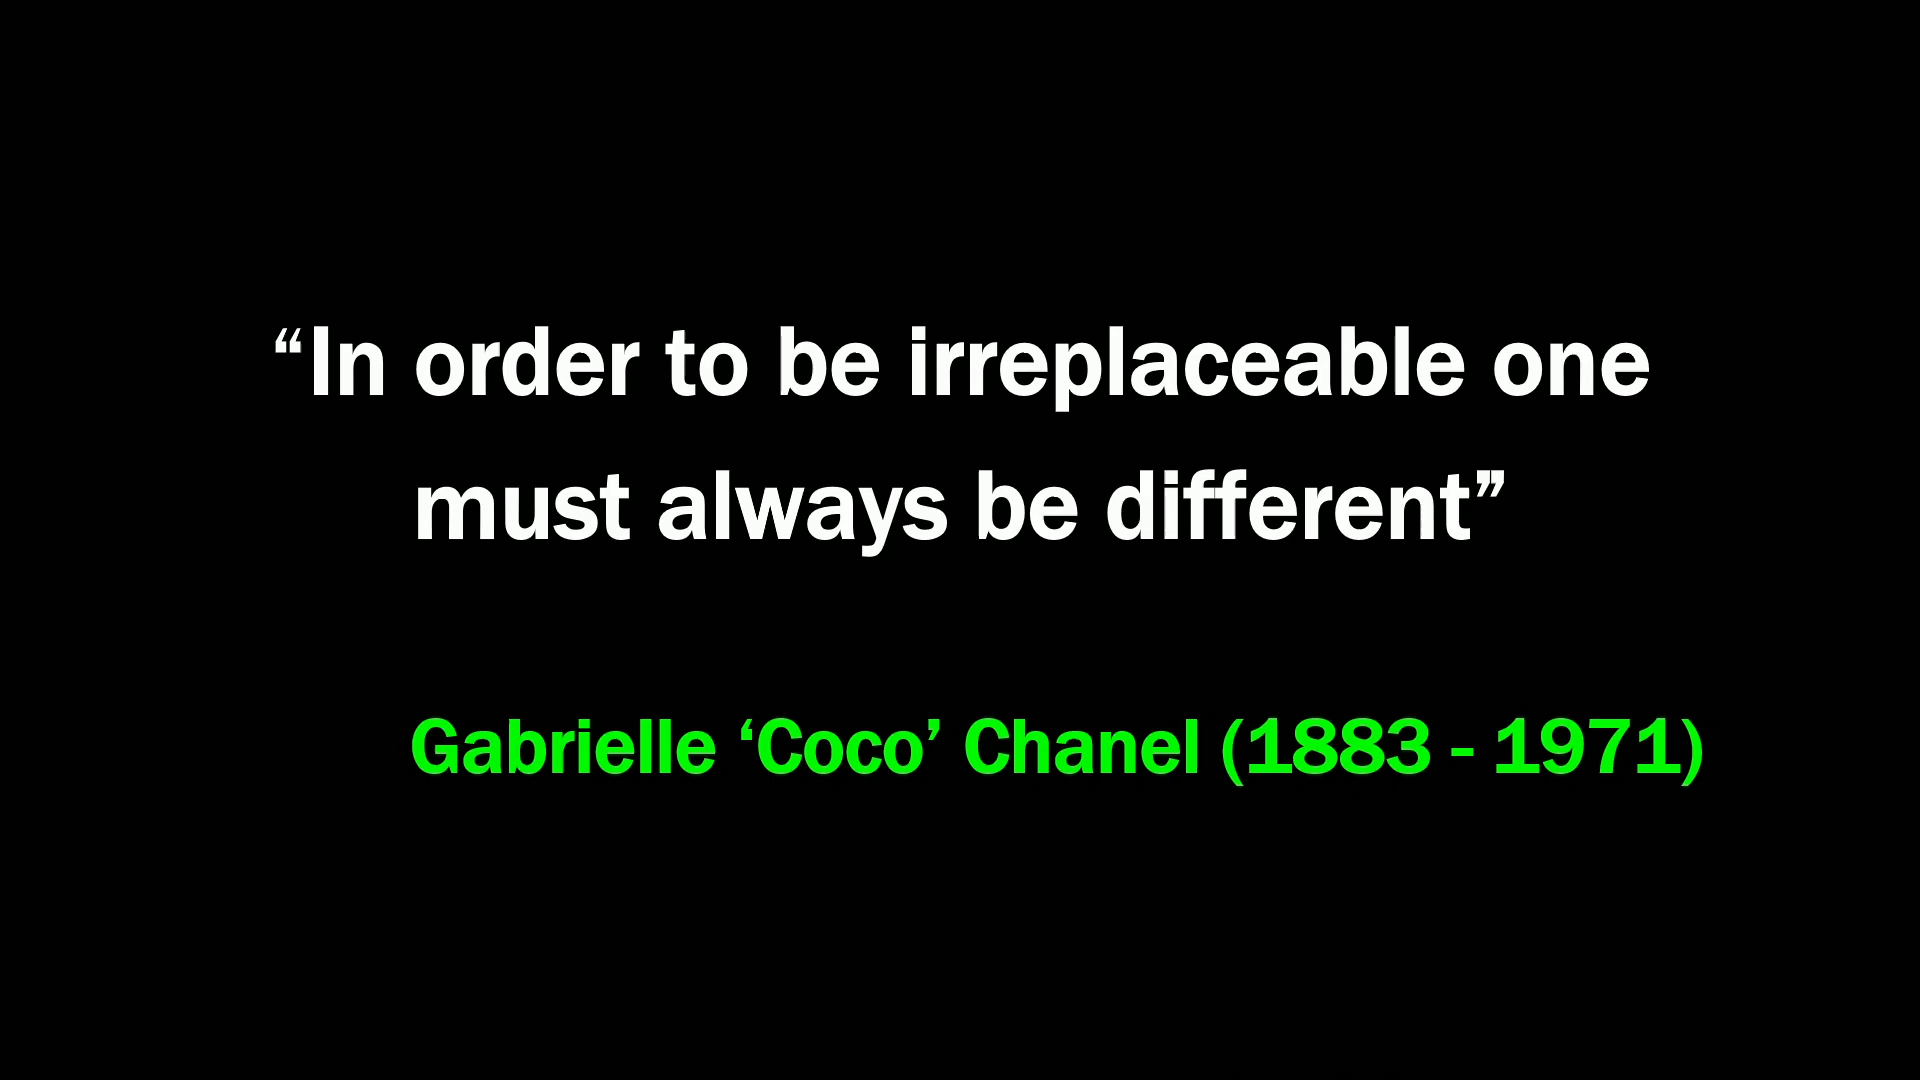 “In order to be irreplaceable one
must always be different”
Gabrielle ‘Coco’ Chanel (1883 - 1971)